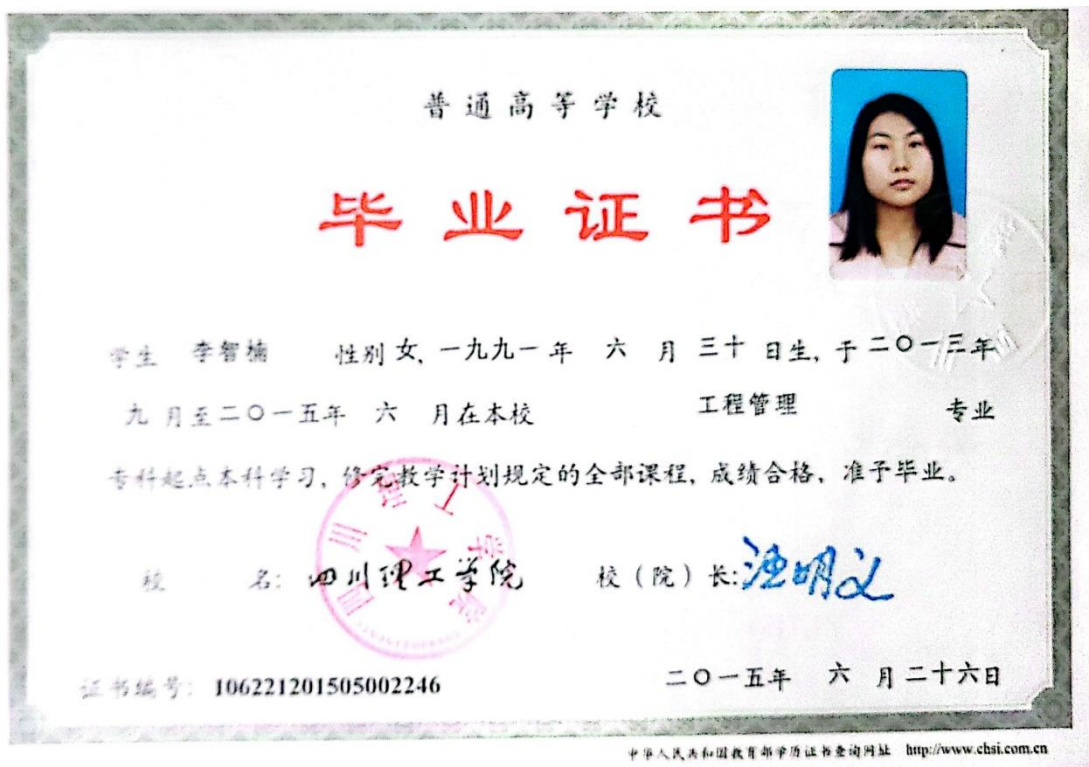 普通高等学校
毕业证书
学生 李智楠 性别 女, 一九九一 年 六 月 三十 日生, 于 二〇一三年
九 月至二〇一五年 六 月在本校 工程管理 专业
专科起点本科学习, 修完教学计划规定的全部课程, 成绩合格, 准予毕业。
校 名: 四川理工学院 校(院)长: 
四川理工学院
证书编号: 106221201505002246 二〇一五年 六 月 二十六日
中华人民共和国教育部学历证书查询网址 http://www.chsi.com.cn